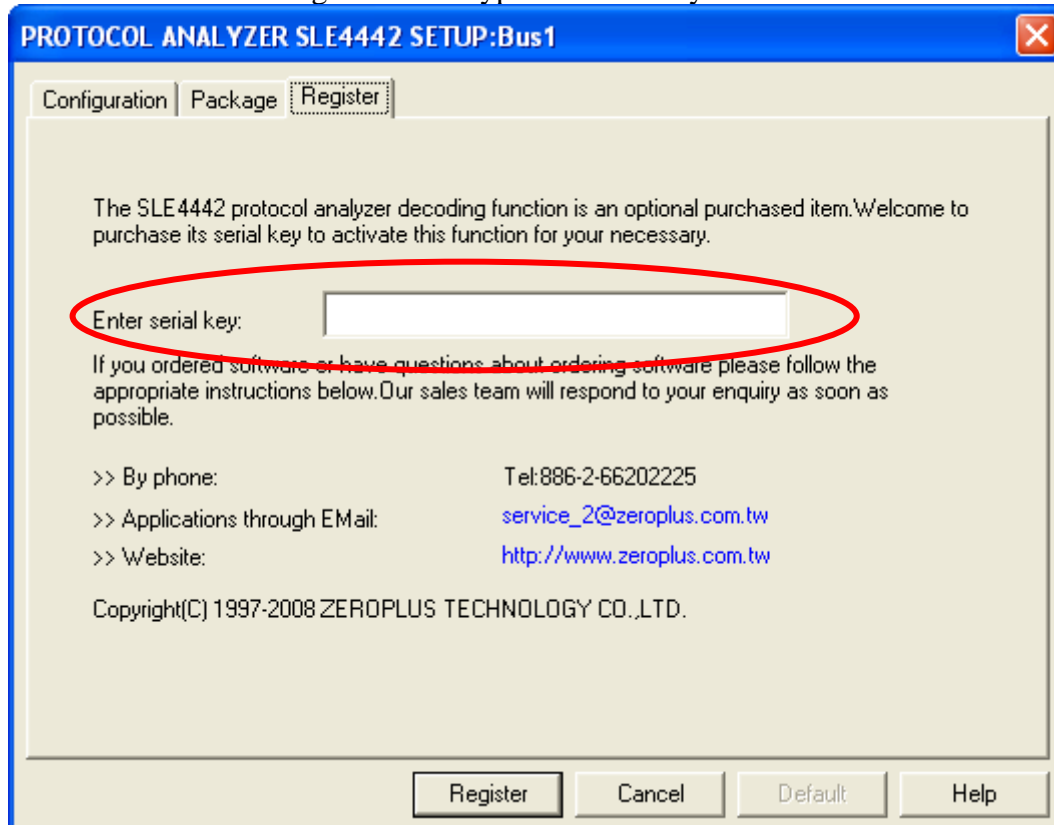 PROTOCOL ANALYZER SLE4442 SETUP:Bus1
Configuration Package Register
The SLE4442 protocol analyzer decoding function is an optional purchased item.Welcome to
purchase its serial key to activate this function for your necessary.
Enter serial key:
If you ordered software or have questions about ordering software please follow the
appropriate instructions below.Our sales team will respond to your enquiry as soon as
possible.
>> By phone: Tel:886-2-66202225
>> Applications through EMail: service_2@zeroplus.com.tw
>> Website: http://www.zeroplus.com.tw
Copyright(C) 1997-2008 ZEROPLUS TECHNOLOGY CO.,LTD.
Register Cancel Default Help